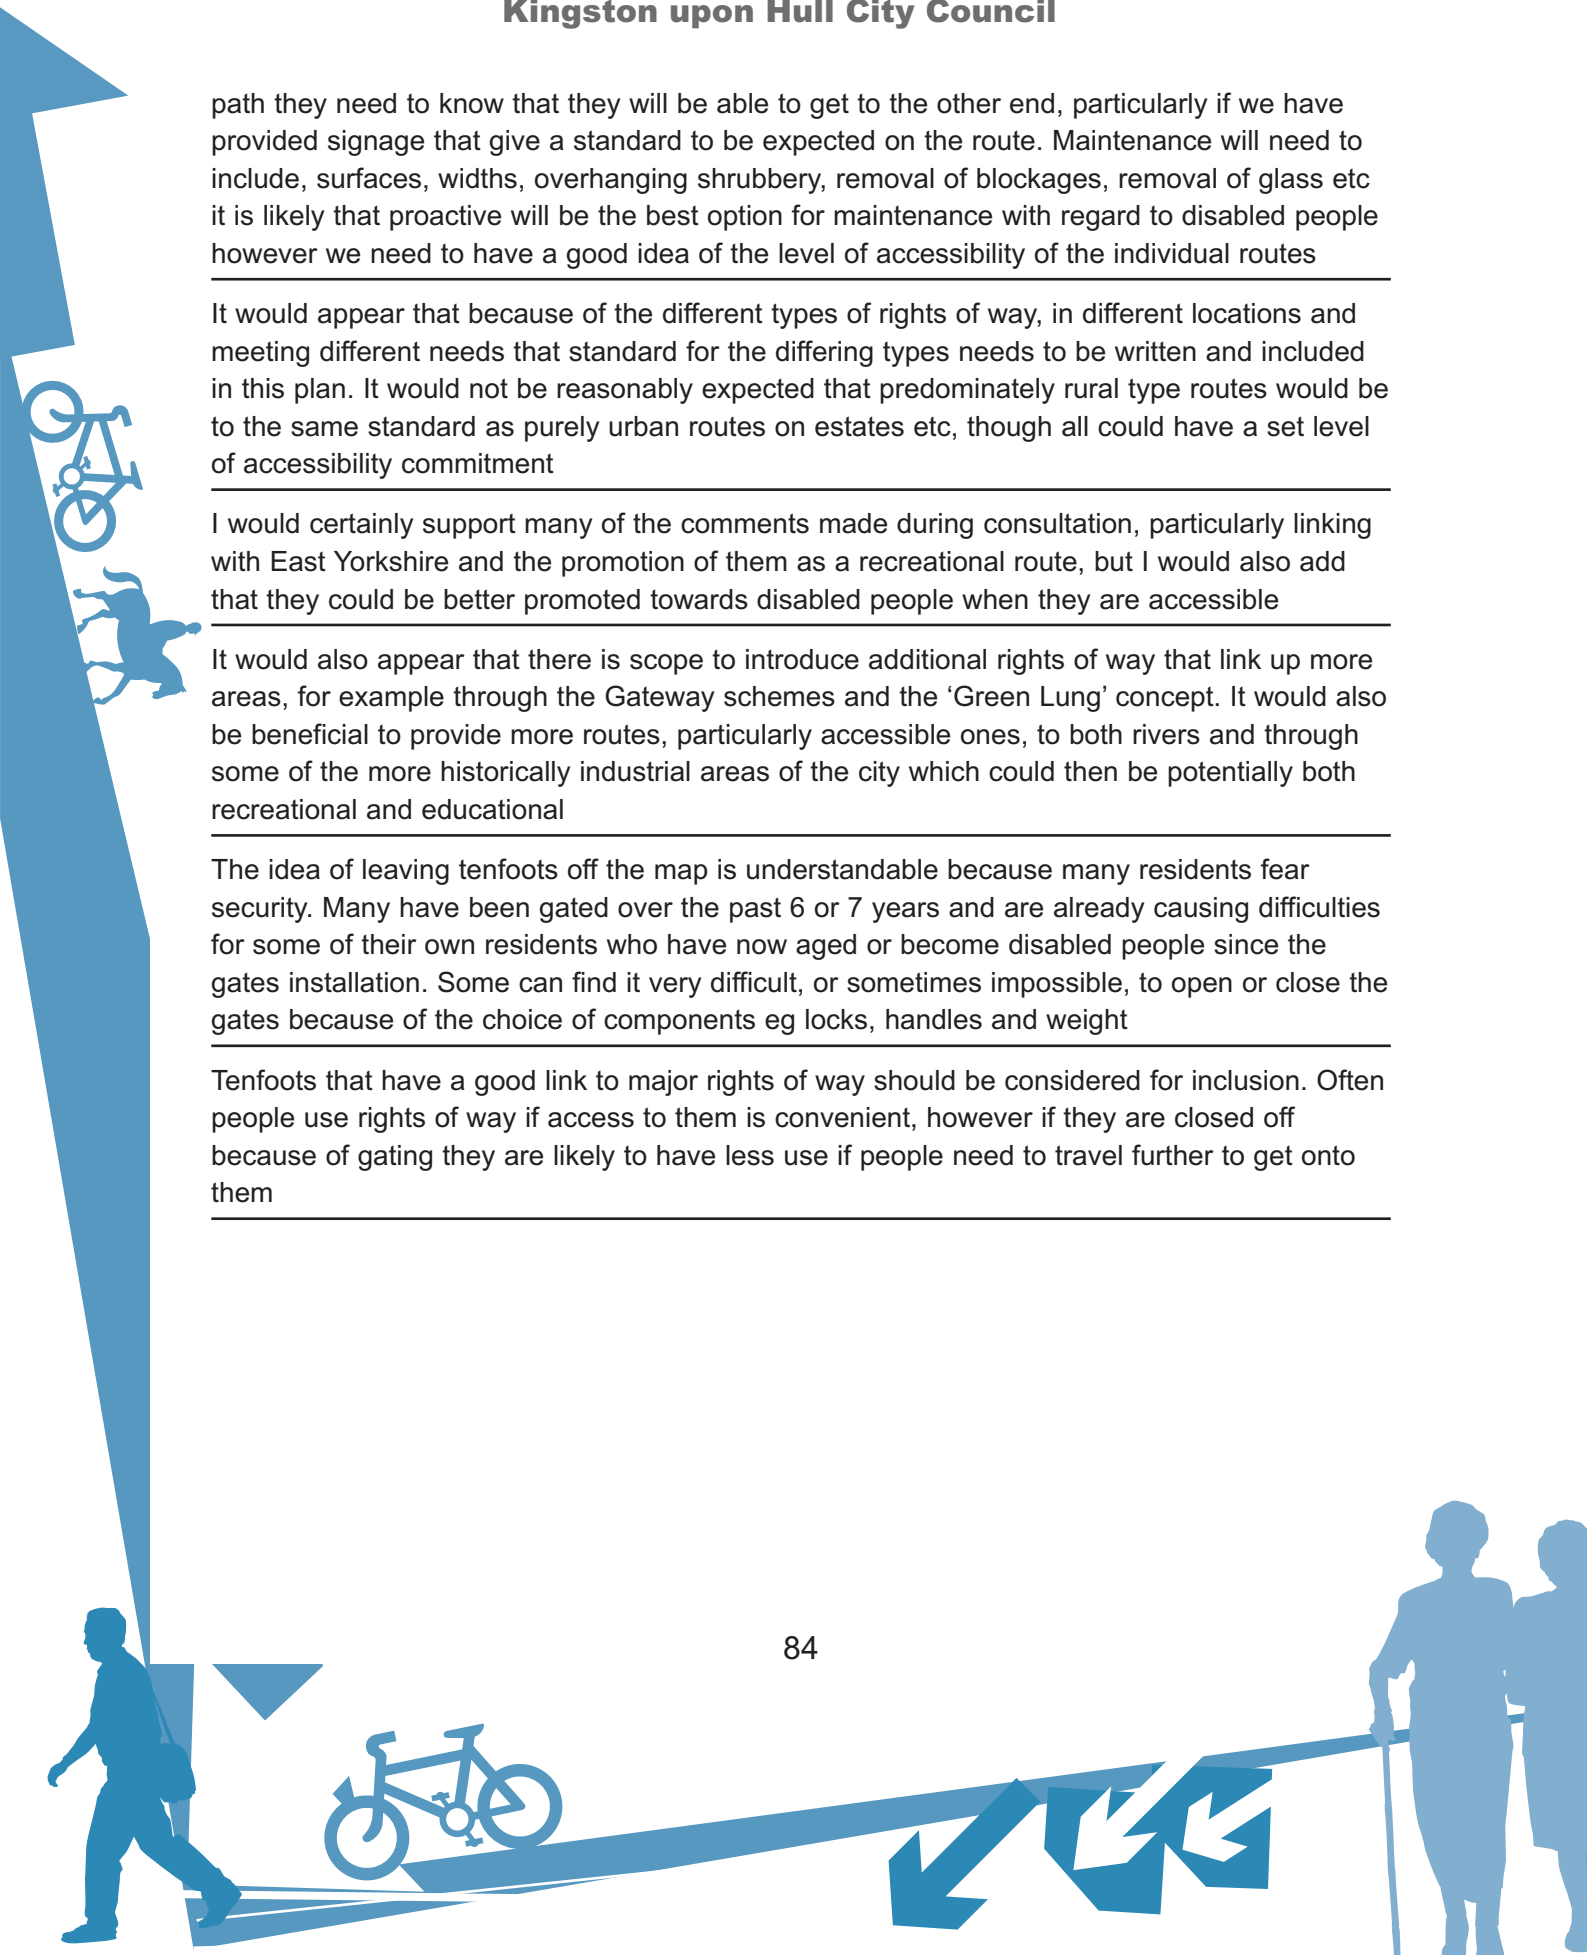 Kingston upon Hull City Council
path they need to know that they will be able to get to the other end, particularly if we have
provided signage that give a standard to be expected on the route. Maintenance will need to
include, surfaces, widths, overhanging shrubbery, removal of blockages, removal of glass etc
it is likely that proactive will be the best option for maintenance with regard to disabled people
however we need to have a good idea of the level of accessibility of the individual routes
It would appear that because of the different types of rights of way, in different locations and
meeting different needs that standard for the differing types needs to be written and included
in this plan. It would not be reasonably expected that predominately rural type routes would be
to the same standard as purely urban routes on estates etc, though all could have a set level
of accessibility commitment
I would certainly support many of the comments made during consultation, particularly linking
with East Yorkshire and the promotion of them as a recreational route, but I would also add
that they could be better promoted towards disabled people when they are accessible
It would also appear that there is scope to introduce additional rights of way that link up more
areas, for example through the Gateway schemes and the ‘Green Lung’ concept. It would also
be beneficial to provide more routes, particularly accessible ones, to both rivers and through
some of the more historically industrial areas of the city which could then be potentially both
recreational and educational
The idea of leaving tenfoots off the map is understandable because many residents fear
security. Many have been gated over the past 6 or 7 years and are already causing difficulties
for some of their own residents who have now aged or become disabled people since the
gates installation. Some can find it very difficult, or sometimes impossible, to open or close the
gates because of the choice of components eg locks, handles and weight
Tenfoots that have a good link to major rights of way should be considered for inclusion. Often
people use rights of way if access to them is convenient, however if they are closed off
because of gating they are likely to have less use if people need to travel further to get onto
them
84